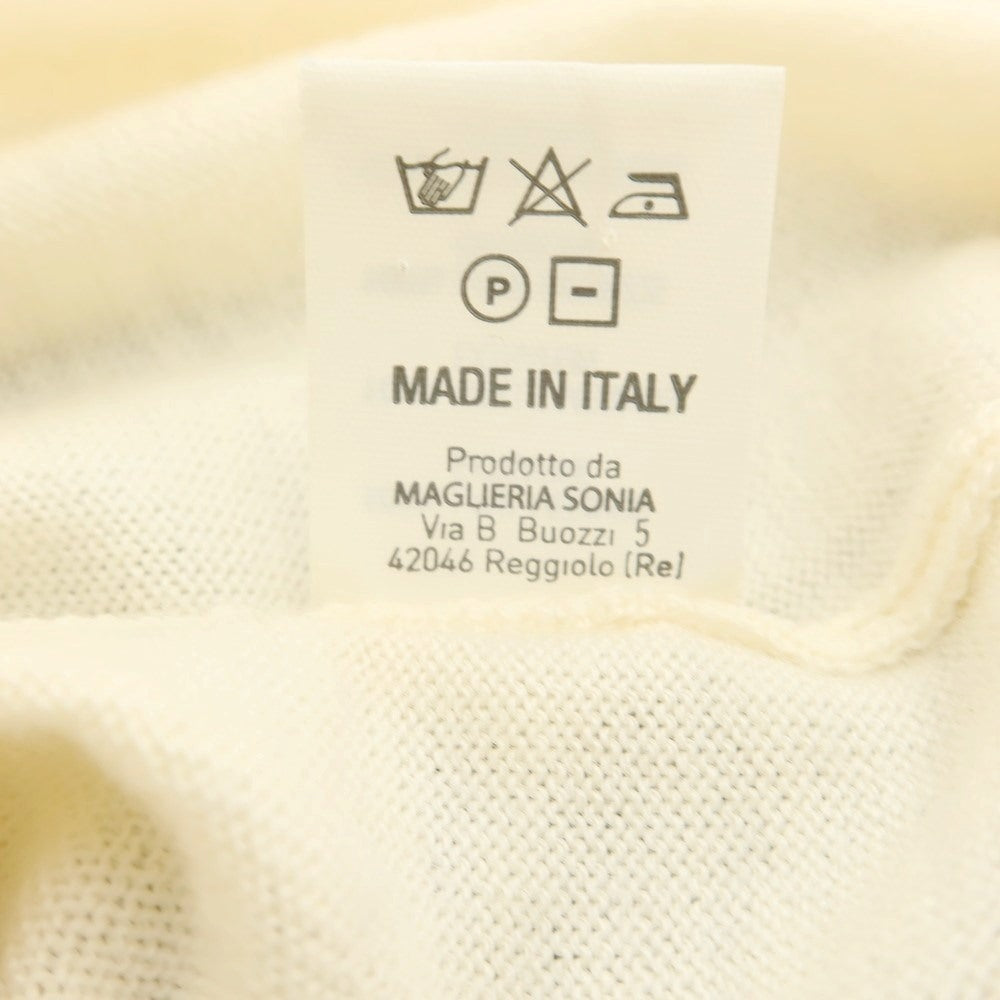 P
MADE IN ITALY
Prodotto da
MAGLIERIA SONIA
Via B Buozzi 5
42046 Reggiolo (Re)